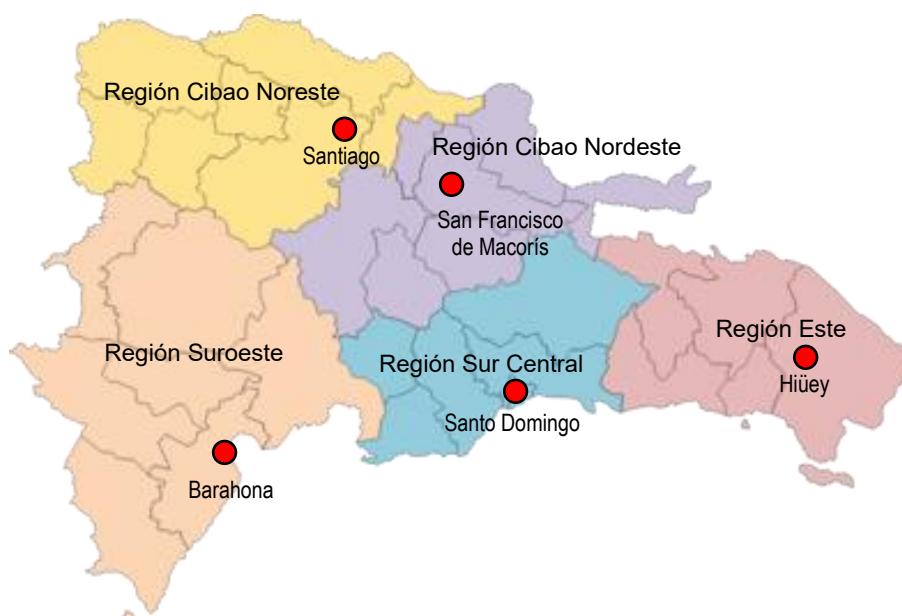 Región Cibao Noreste
Santiago
Región Cibao Nordeste
San Francisco
de Macorís
Región Este
Hiüey
Región Suroeste
Región Sur Central
Santo Domingo
Barahona